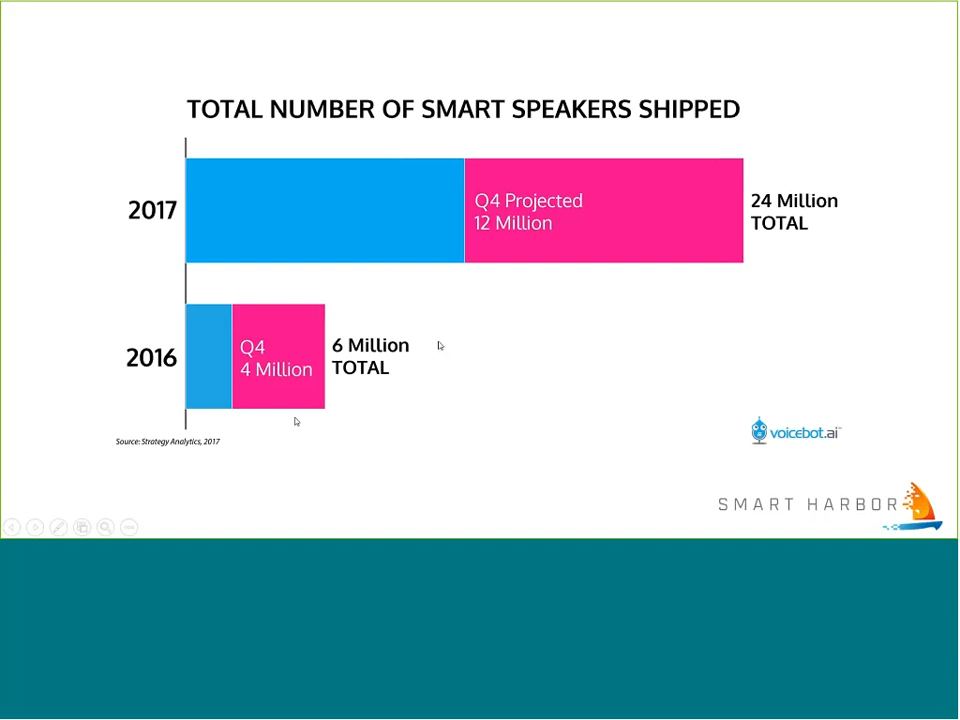 TOTAL NUMBER OF SMART SPEAKERS SHIPPED
2017
Q4 Projected
12 Million
24 Million
TOTAL
2016
Q4
4 Million
6 Million
TOTAL
Source: Strategy Analytics, 2017
voicebot.ai™
SMART HARBOR